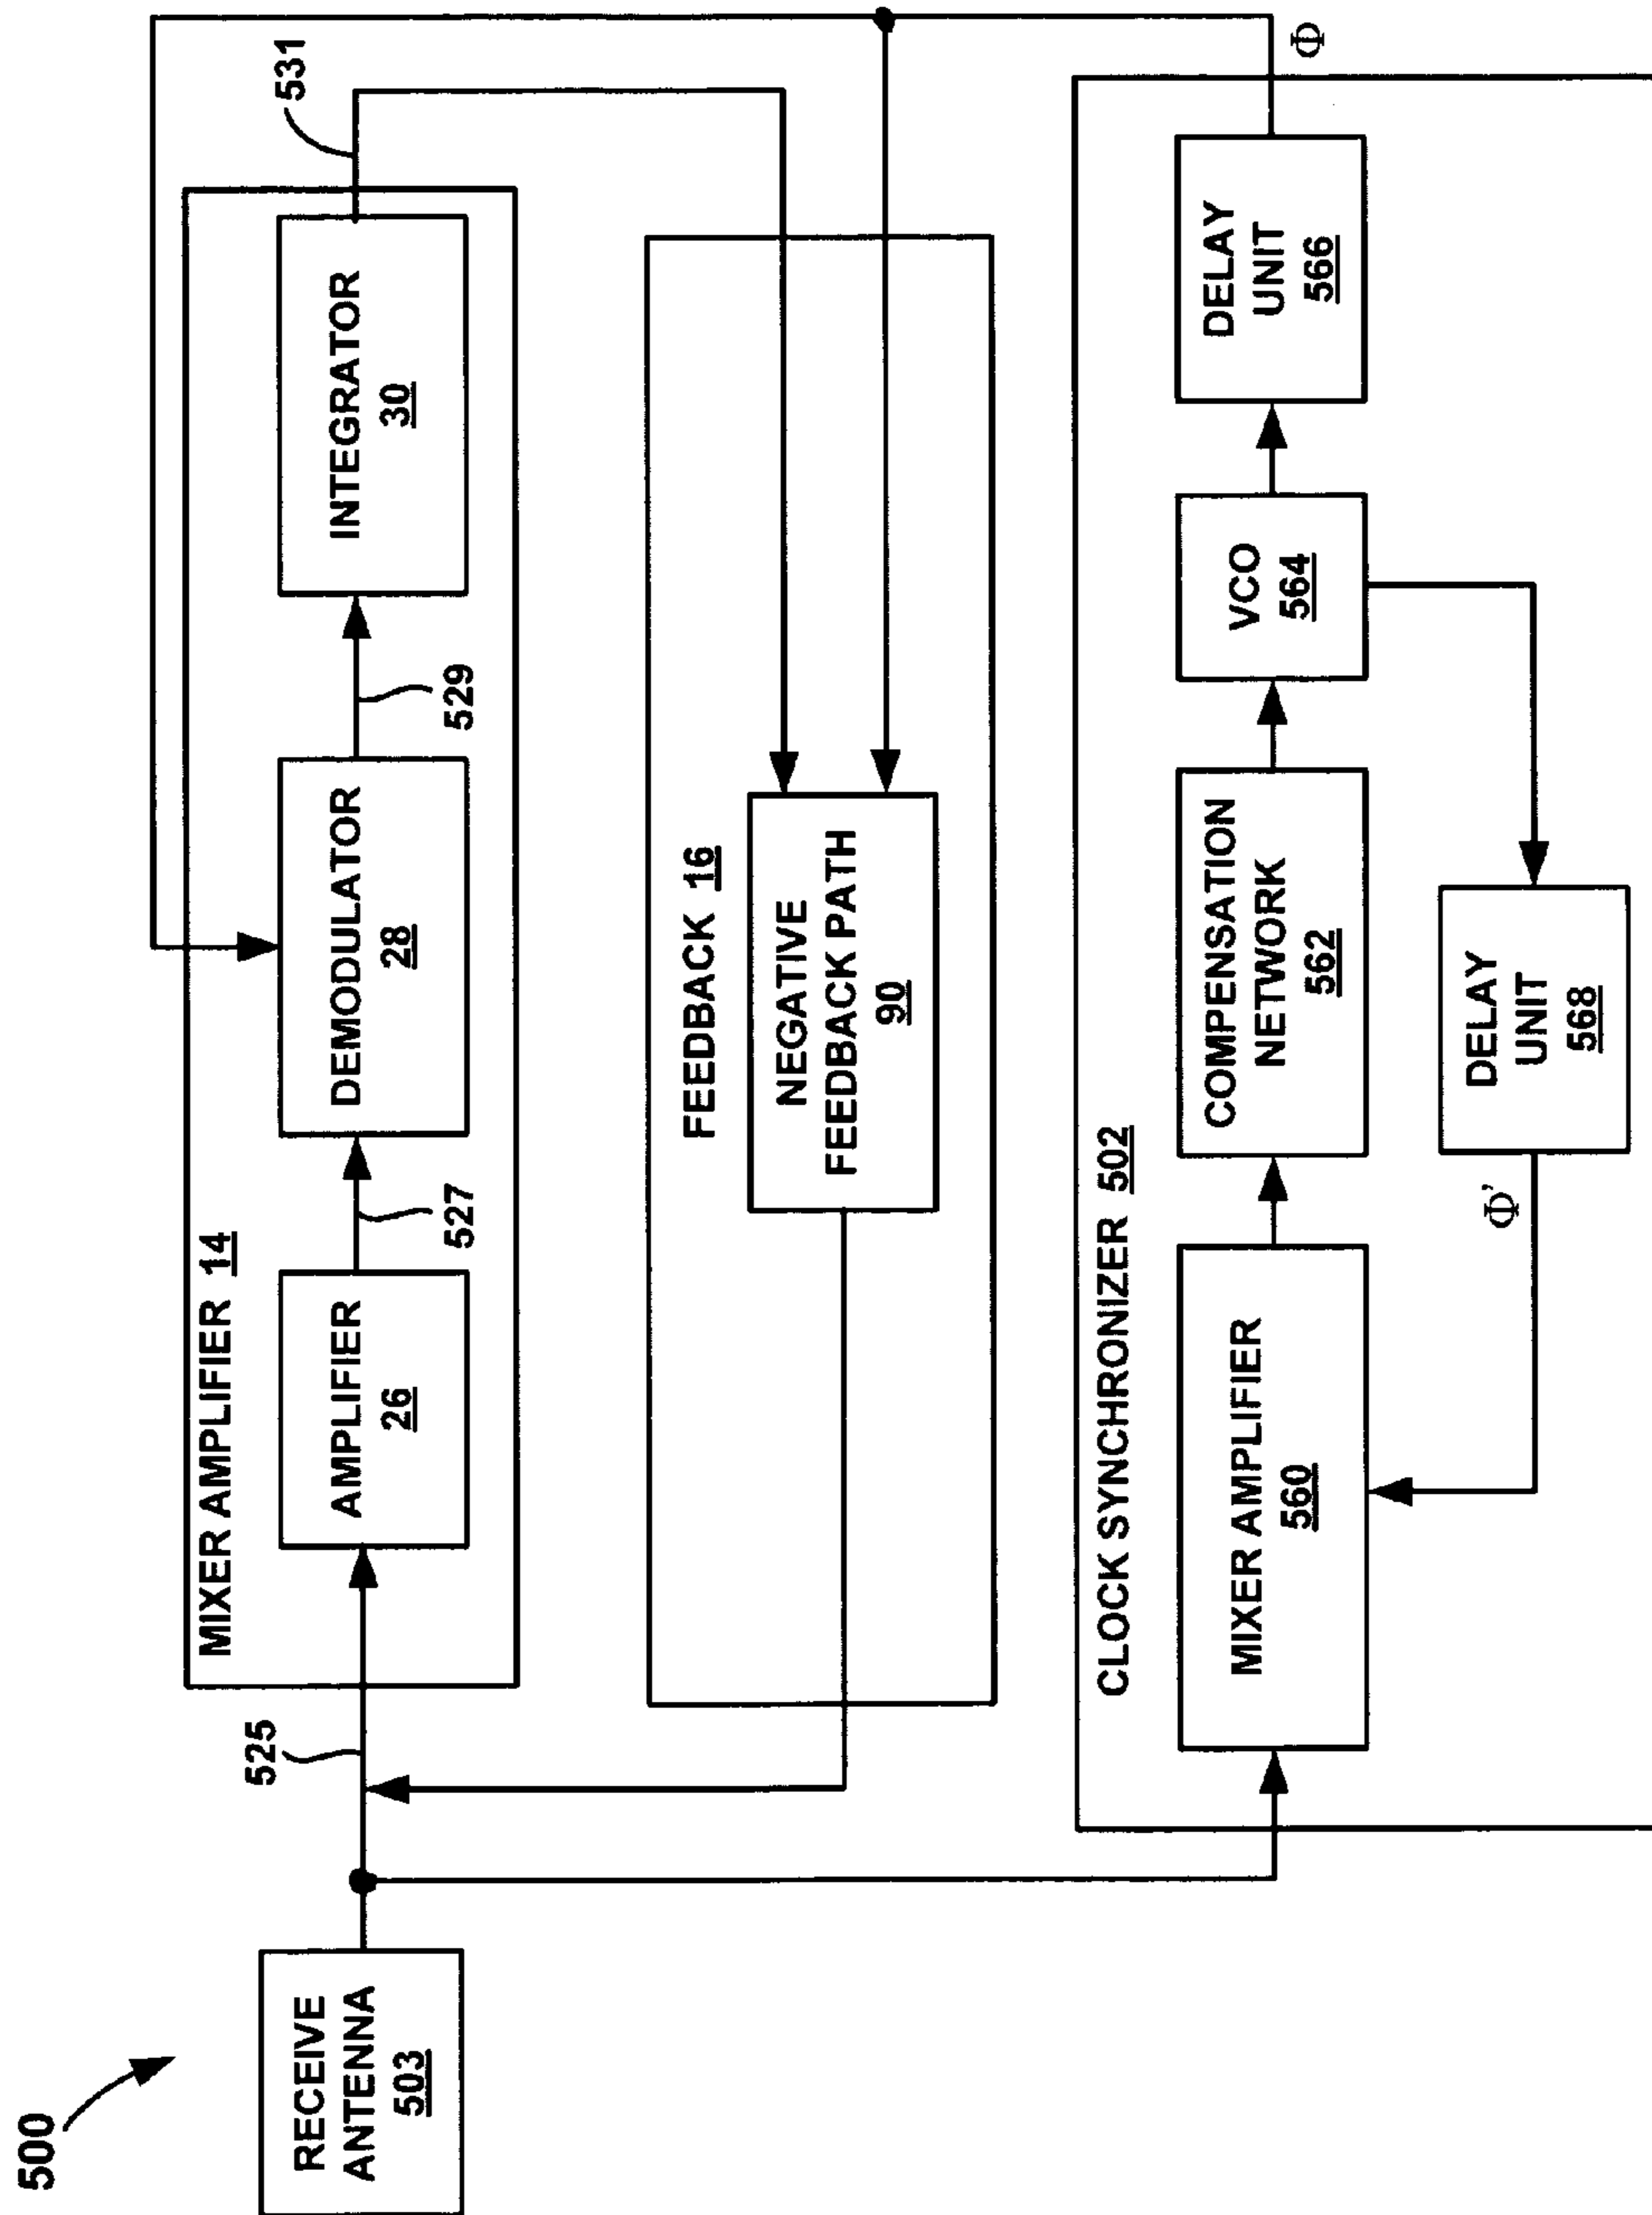 500
RECEIVE
ANTENNA
503
525
MIXER AMPLIFIER 14
AMPLIFIER
26
527
DEMODULATOR
28
529
INTEGRATOR
30
531
FEEDBACK 16
NEGATIVE
FEEDBACK PATH
90
CLOCK SYNCHRONIZER 502
MIXER AMPLIFIER
560
COMPENSATION
NETWORK
562
VCO
564
DELAY
UNIT
566
Φ
Φ'
DELAY
UNIT
568